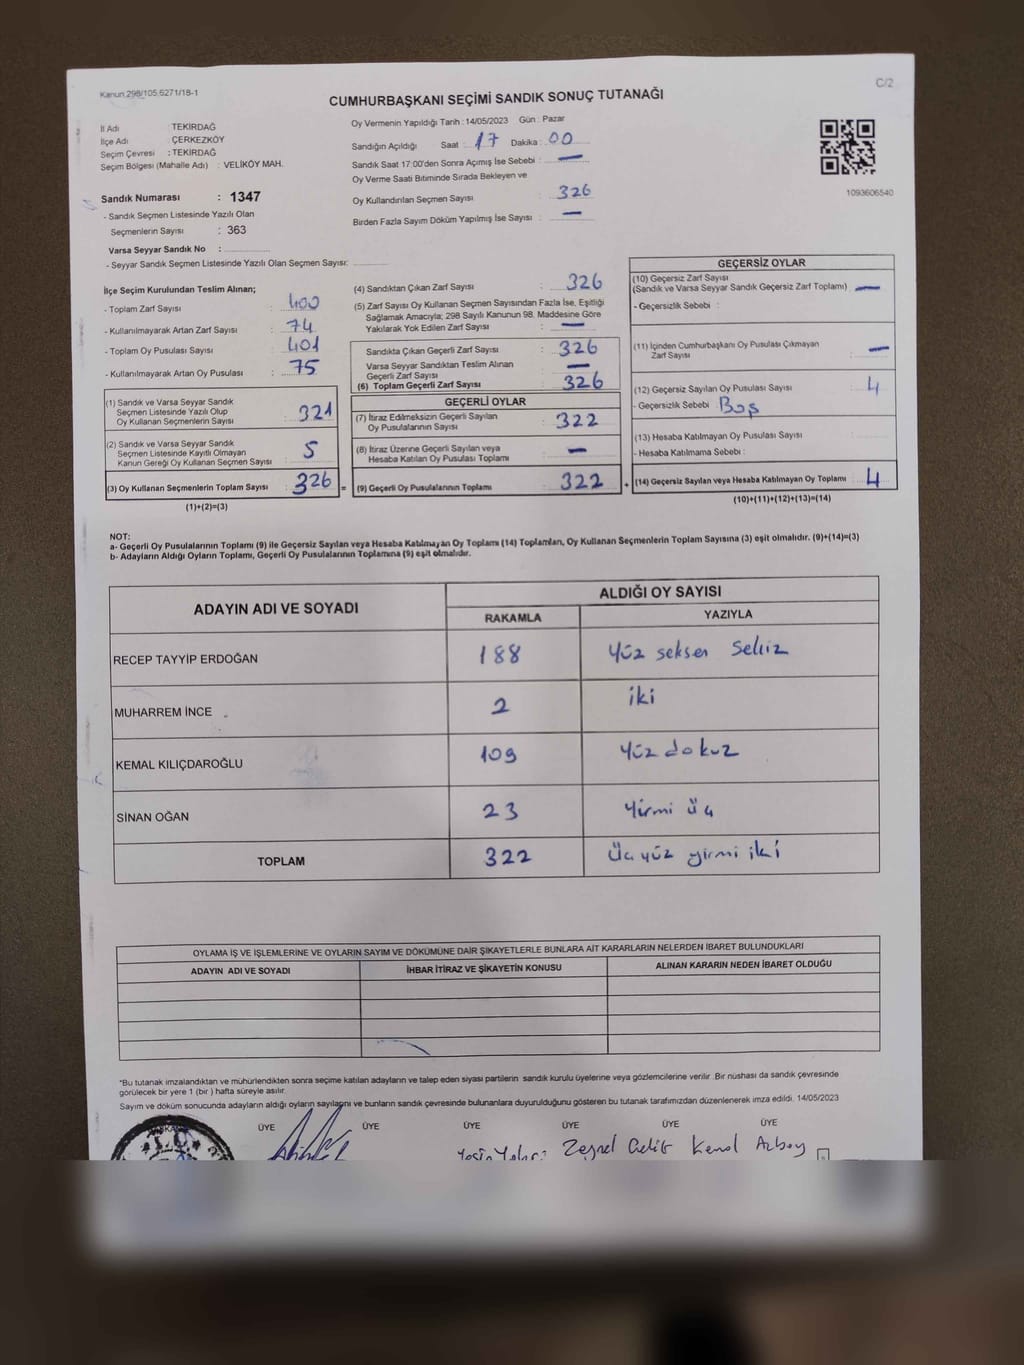 Kanun 298/105,6271/18-1
C/2
CUMHURBAŞKANI SEÇİMİ SANDIK SONUÇ TUTANAĞI
İl Adı : TEKİRDAĞ
İlçe Adı : ÇERKEZKÖY
Seçim Çevresi : TEKİRDAĞ
Seçim Bölgesi (Mahalle Adı) : VELİKÖY MAH.
Oy Vermenin Yapıldığı Tarih : 14/05/2023 Gün : Pazar
Sandığın Açıldığı Saat : 17 Dakika : 00
Sandık Saat 17:00'den Sonra Açımış İse Sebebi : —
Oy Verme Saati Bitiminde Sırada Bekleyen ve
Oy Kullandırılan Seçmen Sayısı : 326
Birden Fazla Sayım Döküm Yapılmış İse Sayısı : —
1093606540
Sandık Numarası : 1347
- Sandık Seçmen Listesinde Yazılı Olan
Seçmenlerin Sayısı : 363
Varsa Seyyar Sandık No :
- Seyyar Sandık Seçmen Listesinde Yazılı Olan Seçmen Sayısı:
İlçe Seçim Kurulundan Teslim Alınan;
- Toplam Zarf Sayısı : 400
- Kullanılmayarak Artan Zarf Sayısı : 74
- Toplam Oy Pusulası Sayısı : 401
- Kullanılmayarak Artan Oy Pusulası : 75
(1) Sandık ve Varsa Seyyar Sandık
Seçmen Listesinde Yazılı Olup
Oy Kullanan Seçmenlerin Sayısı : 321
(2) Sandık ve Varsa Seyyar Sandık
Seçmen Listesinde Kayıtlı Olmayan
Kanun Gereği Oy Kullanan Seçmen Sayısı : 5
(3) Oy Kullanan Seçmenlerin Toplam Sayısı : 326 =
(1)+(2)=(3)
(4) Sandıktan Çıkan Zarf Sayısı : 326
(5) Zarf Sayısı Oy Kullanan Seçmen Sayısından Fazla İse, Eşitliği
Sağlamak Amacıyla; 298 Sayılı Kanunun 98. Maddesine Göre
Yakılarak Yok Edilen Zarf Sayısı : —
Sandıkta Çıkan Geçerli Zarf Sayısı : 326
Varsa Seyyar Sandıktan Teslim Alınan
Geçerli Zarf Sayısı : —
(6) Toplam Geçerli Zarf Sayısı : 326
GEÇERLİ OYLAR
(7) İtiraz Edilmeksizin Geçerli Sayılan
Oy Pusulasının Sayısı : 322
(8) İtiraz Üzerine Geçerli Sayılan veya
Hesaba Katılan Oy Pusulası Toplamı : —
(9) Geçerli Oy Pusulalarının Toplamı : 322 +
GEÇERSİZ OYLAR
(10) Geçersiz Zarf Sayısı
(Sandık ve Varsa Seyyar Sandık Geçersiz Zarf Toplamı) : —
- Geçersizlik Sebebi :
(11) İçinden Cumhurbaşkanı Oy Pusulası Çıkmayan
Zarf Sayısı : —
(12) Geçersiz Sayılan Oy Pusulası Sayısı : 4
- Geçersizlik Sebebi : Boş
(13) Hesaba Katılmayan Oy Pusulası Sayısı :
- Hesaba Katılmama Sebebi :
(14) Geçersiz Sayılan veya Hesaba Katılmayan Oy Toplamı : 4
(10)+(11)+(12)+(13)=(14)
NOT:
a- Geçerli Oy Pusulalarının Toplamı (9) ile Geçersiz Sayılan veya Hesaba Katılmayan Oy Toplamı (14) Toplamları, Oy Kullanan Seçmenlerin Toplam Sayısına (3) eşit olmalıdır. (9)+(14)=(3)
b- Adayların Aldığı Oyların Toplamı, Geçerli Oy Pusulalarının Toplamına (9) eşit olmalıdır.
ADAYIN ADI VE SOYADI ALDIĞI OY SAYISI
RAKAMLA YAZIYLA
RECEP TAYYİP ERDOĞAN 188 Yüz seksen sekiz
MUHARREM İNCE 2 iki
KEMAL KILIÇDAROĞLU 109 Yüz dokuz
SİNAN OĞAN 23 Yirmi üç
TOPLAM 322 Üç yüz yirmi iki
OYLAMA İŞ VE İŞLEMLERİNE VE OYLARIN SAYIM VE DÖKÜMÜNE DAİR ŞİKAYETLERLE BUNLARA AİT KARARLARIN NELERDEN İBARET BULUNDUKLARI
ADAYIN ADI VE SOYADI İHBAR İTİRAZ VE ŞİKAYETİN KONUSU ALINAN KARARIN NEDEN İBARET OLDUĞU
*Bu tutanak imzalandıktan ve mühürlendikten sonra seçime katılan adayların ve talep eden siyasi partilerin sandık kurulu üyelerine veya gözlemcilerine verilir. Bir nüshası da sandık çevresinde
görülecek bir yere 1 (bir) hafta süreyle asılır.
Sayım ve döküm sonucunda adayların aldığı oyların sayılarını ve bunların sandık çevresinde bulunanlara duyurulduğunu gösteren bu tutanak tarafımızdan düzenlenerek imza edildi. 14/05/2023
ÜYE ÜYE ÜYE ÜYE ÜYE ÜYE
Zeynel Çelik